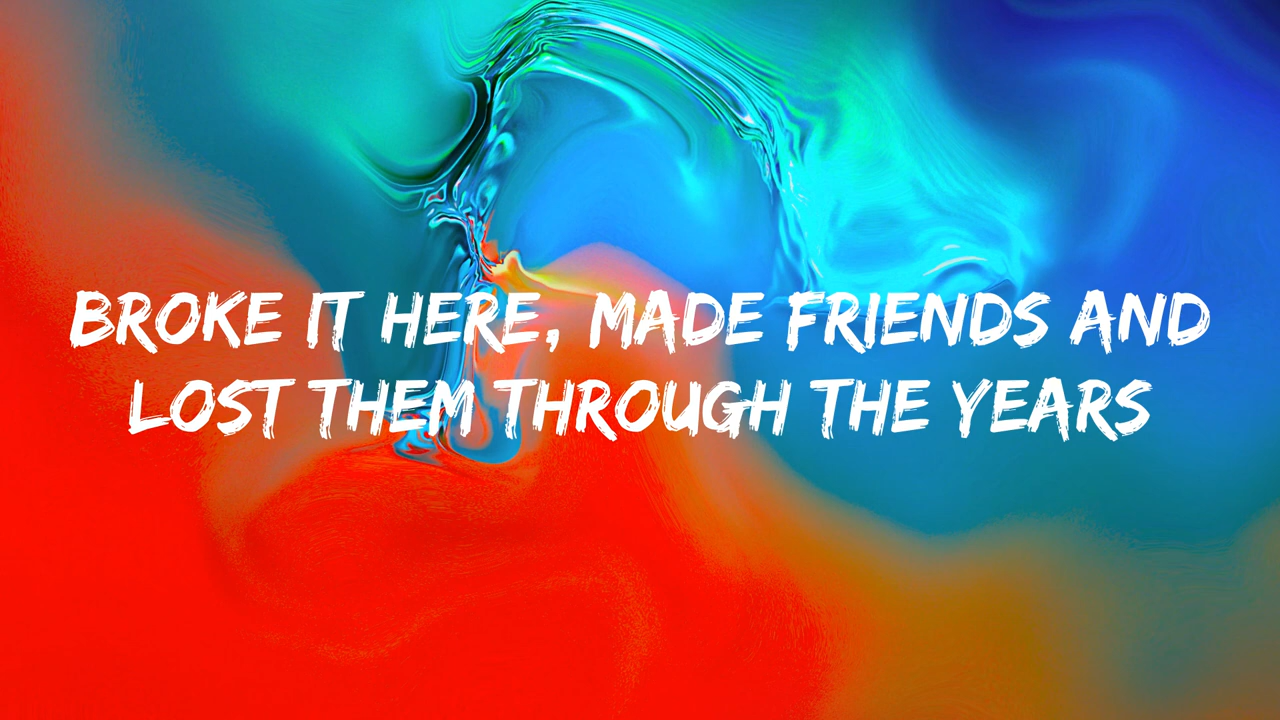 BROKE IT HERE, MADE FRIENDS AND
LOST THEM THROUGH THE YEARS